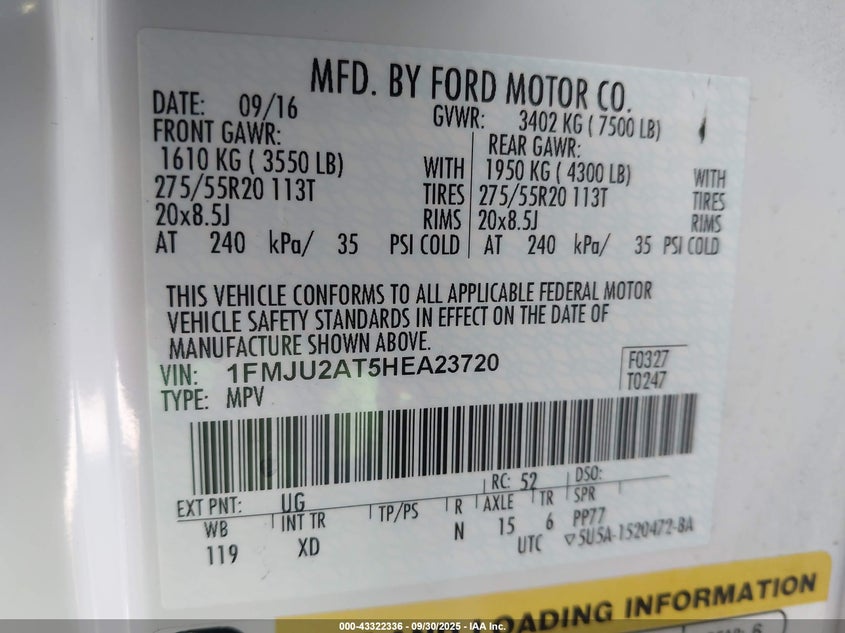 MFD. BY FORD MOTOR CO.
DATE: 09/16 GVWR: 3402 KG ( 7500 LB)
FRONT GAWR: REAR GAWR:
1610 KG ( 3550 LB) WITH 1950 KG ( 4300 LB) WITH
275/55R20 113T TIRES 275/55R20 113T TIRES
20x8.5J RIMS 20x8.5J RIMS
AT 240 kPa/ 35 PSI COLD AT 240 kPa/ 35 PSI COLD
THIS VEHICLE CONFORMS TO ALL APPLICABLE FEDERAL MOTOR
VEHICLE SAFETY STANDARDS IN EFFECT ON THE DATE OF
MANUFACTURE SHOWN ABOVE.
VIN: 1FMJU2AT5HEA23720 F0327
TYPE: MPV T0247
EXT PNT: UG RC: 52 DSO:
WB INT TR TP/PS R AXLE TR SPR
119 XD N 15 6 PP77
UTC ▽5U5A-1520472-BA
LOADING INFORMATION
000-43322336 - 09/30/2025 - IAA Inc.